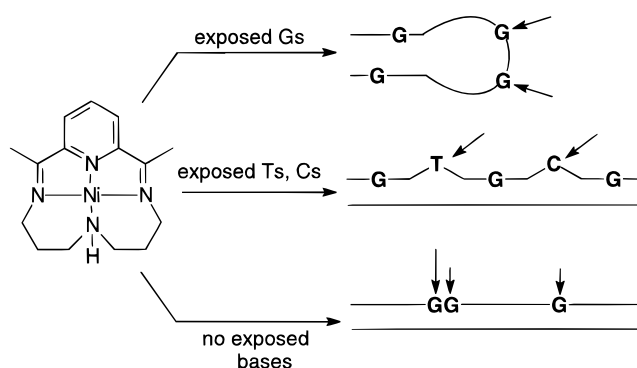 exposed Gs
G G
G G
N
N Ni N
N
H
exposed Ts, Cs
G T G C G
no exposed
bases
GG G